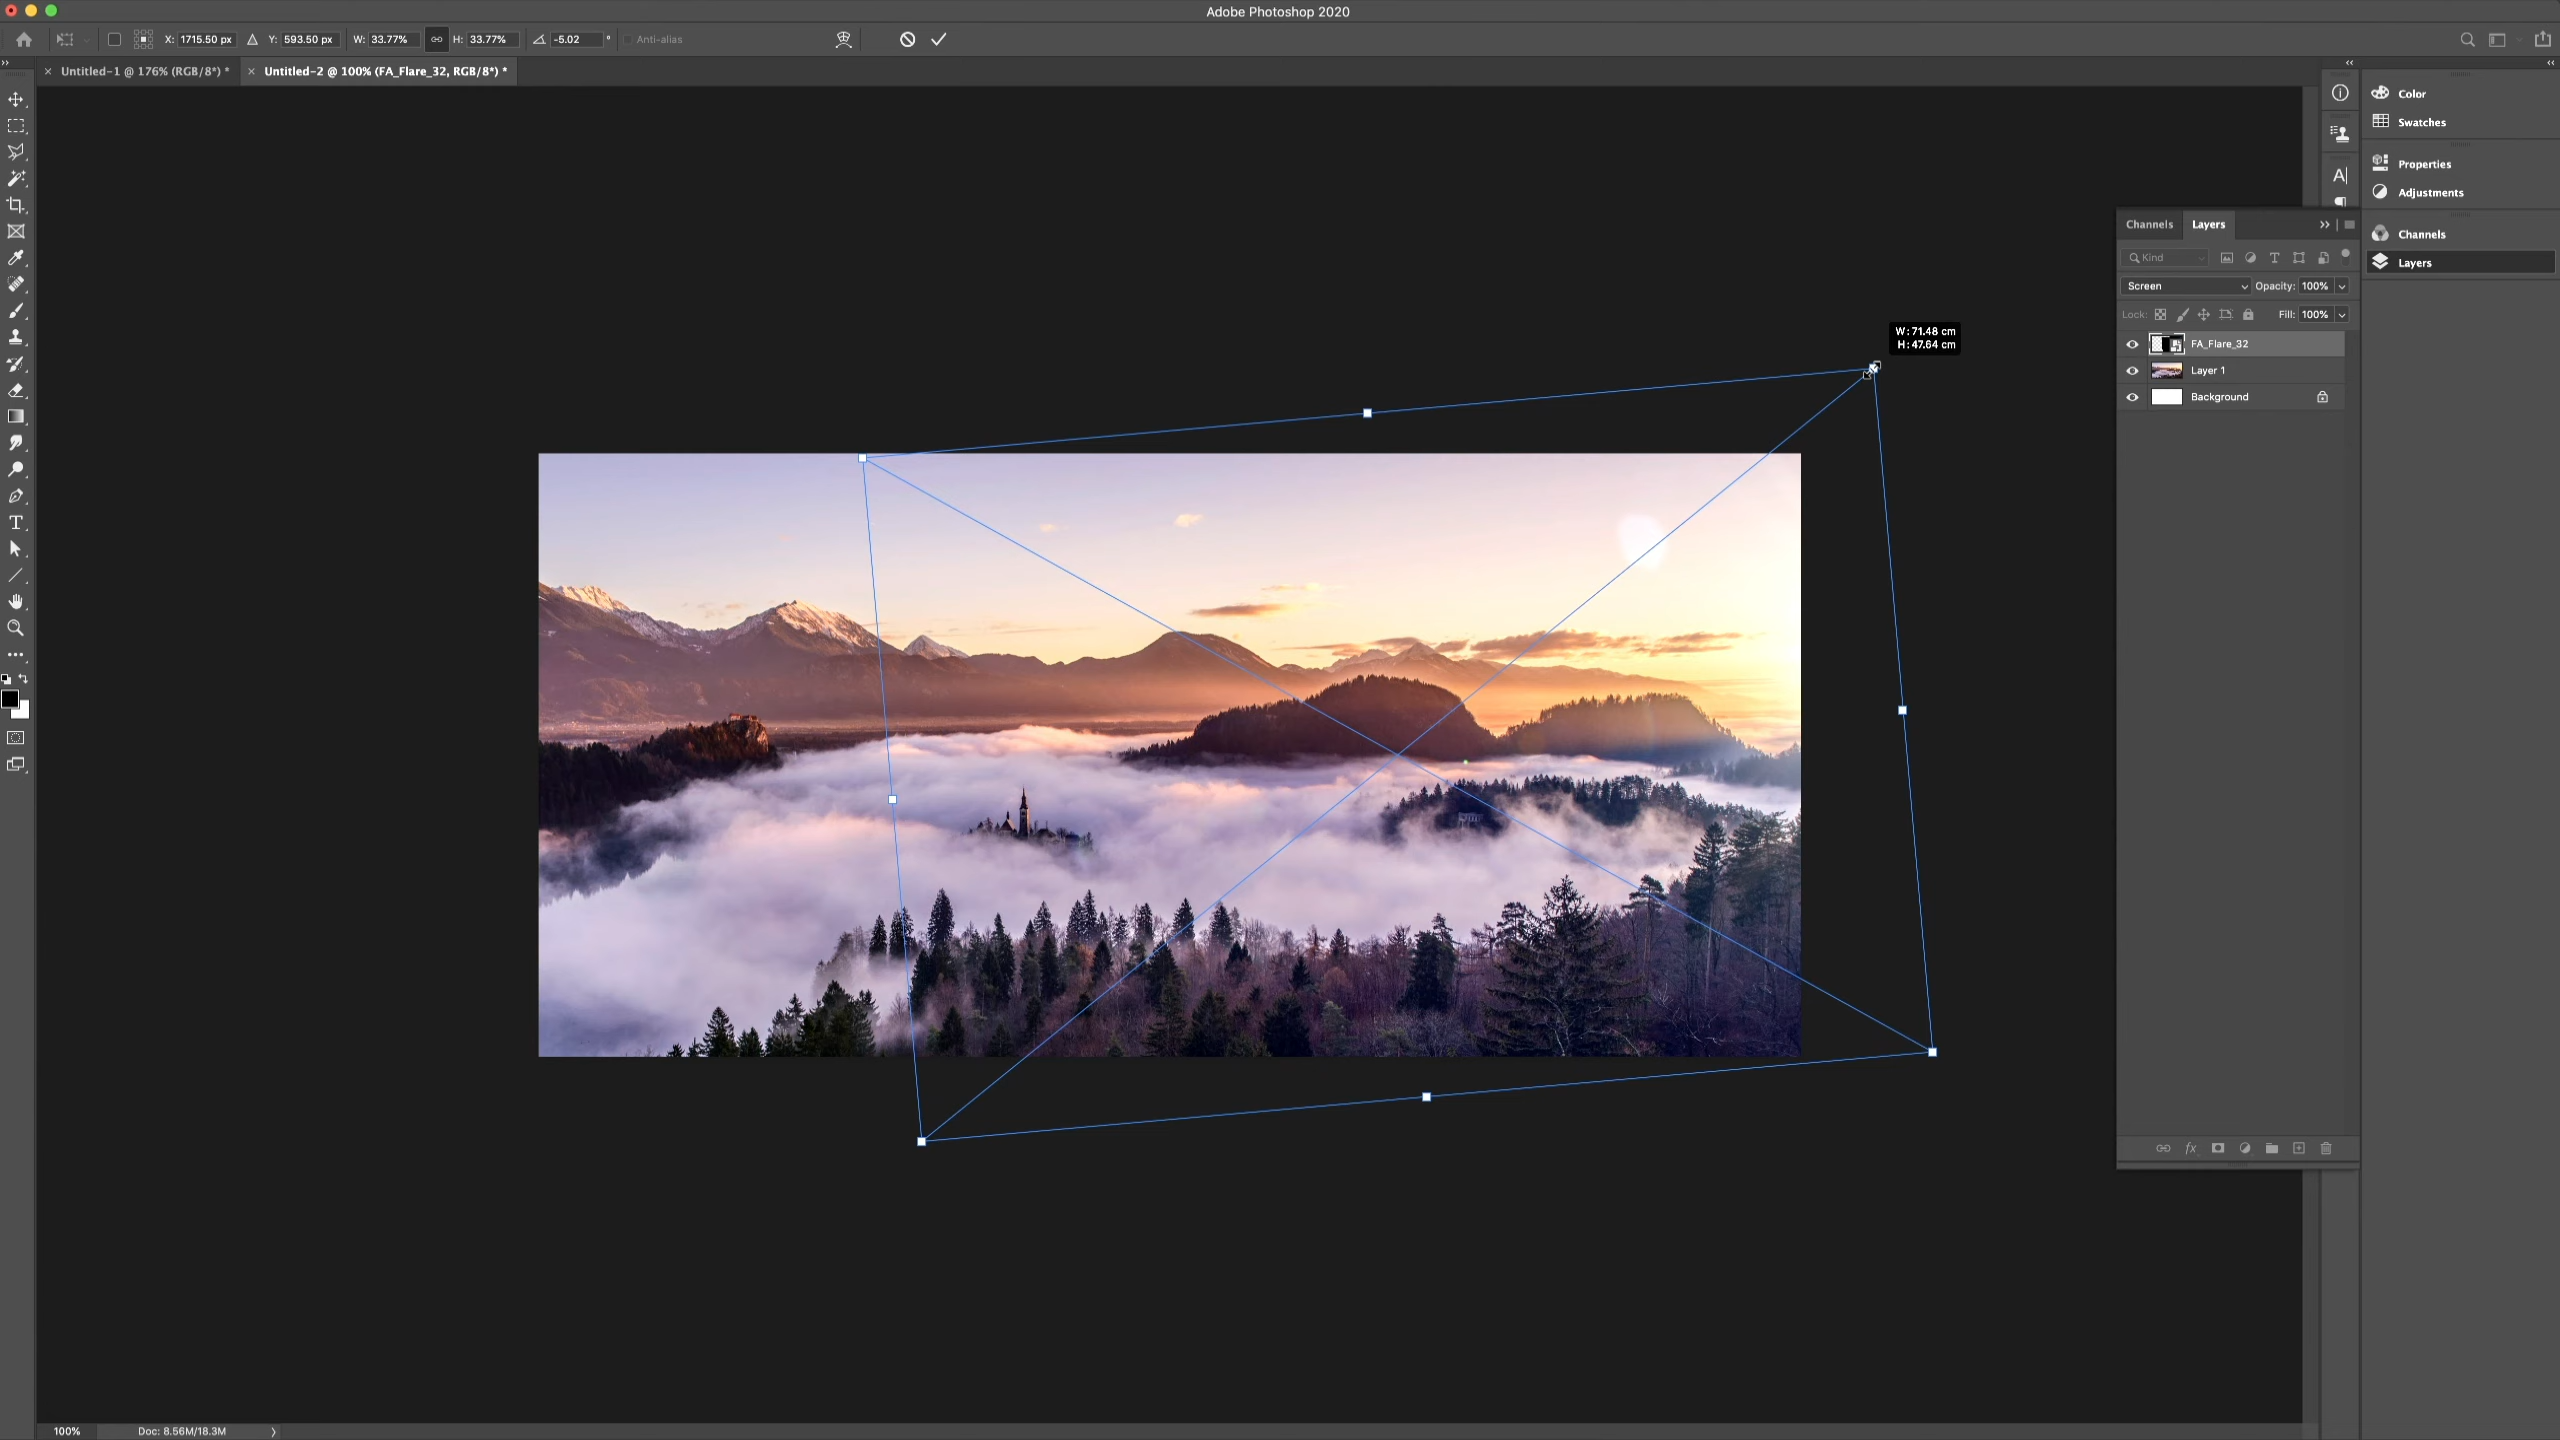 Adobe Photoshop 2020
X: 1715.50 px Y: 593.50 px W: 33.77% H: 33.77% -5.02 ° Anti-alias
Untitled-1 @ 176% (RGB/8*) * Untitled-2 @ 100% (FA_Flare_32, RGB/8*) *
Color
Swatches
Properties
Adjustments
Channels
Layers
Channels Layers
Kind
Screen Opacity: 100%
Lock: Fill: 100%
FA_Flare_32
Layer 1
Background
W: 71.48 cm
H: 47.64 cm
fx
100% Doc: 8.56M/18.3M